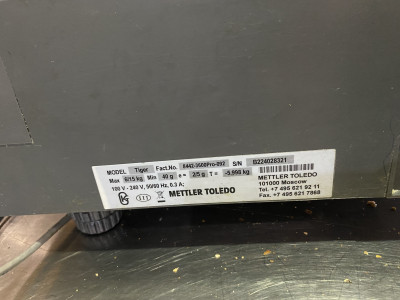 MODEL Tiger Fact.No. 8442-3600Pro-092 S/N B224028321
Max 6/15 kg Min 40 g e = 2/5 g T = -5,998 kg
180 V - 240 V, 50/60 Hz, 0.3 A;
METTLER TOLEDO
METTLER TOLEDO
101000 Moscow
Tel. +7 495 621 92 11
Fax. +7 495 621 7868